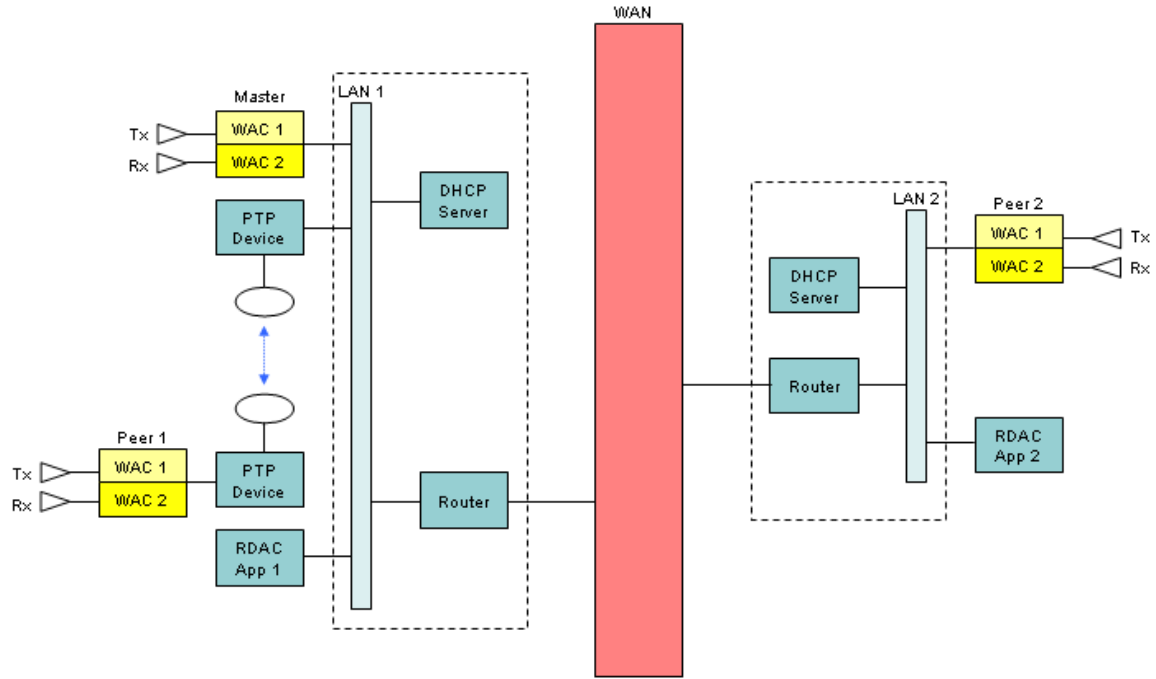 WAN
Master
LAN 1
Tx
WAC 1
Rx
WAC 2
PTP
Device
DHCP
Server
Peer 1
Tx
WAC 1
Rx
WAC 2
PTP
Device
RDAC
App 1
Router
LAN 2
Peer 2
WAC 1
Tx
WAC 2
Rx
DHCP
Server
Router
RDAC
App 2